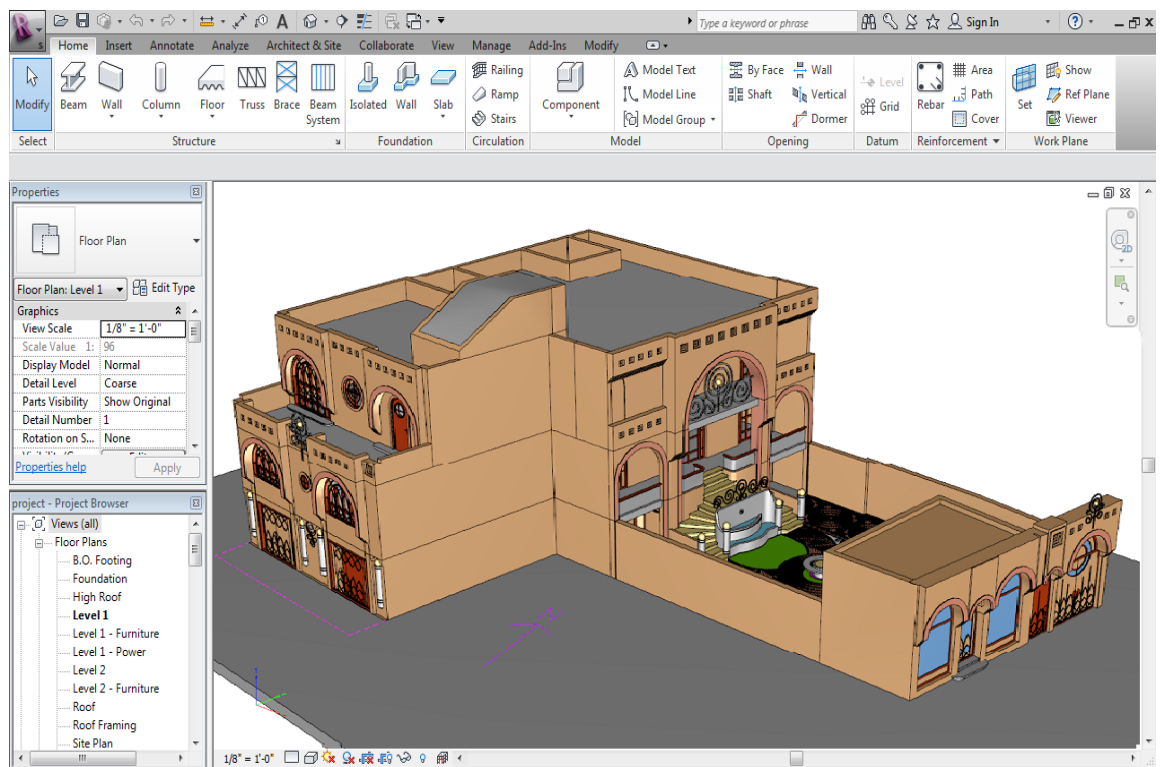 Type a keyword or phrase Sign In
S Home Insert Annotate Analyze Architect & Site Collaborate View Manage Add-Ins Modify
Modify Beam Wall Column Floor Truss Brace Beam System Isolated Wall Slab Railing Ramp Stairs Component Model Text Model Line Model Group By Face Shaft Wall Vertical Dormer Level Grid Rebar Area Path Cover Set Show Ref Plane Viewer
Select Structure Foundation Circulation Model Opening Datum Reinforcement Work Plane
Properties
2D
Floor Plan
Floor Plan: Level 1 Edit Type
Graphics
View Scale 1/8" = 1'-0"
Scale Value 1: 96
Display Model Normal
Detail Level Coarse
Parts Visibility Show Original
Detail Number 1
Rotation on S... None
Properties help Apply
project - Project Browser
Views (all)
Floor Plans
B.O. Footing
Foundation
High Roof
Level 1
Level 1 - Furniture
Level 1 - Power
Level 2
Level 2 - Furniture
Roof
Roof Framing
Site Plan
1/8" = 1'-0"